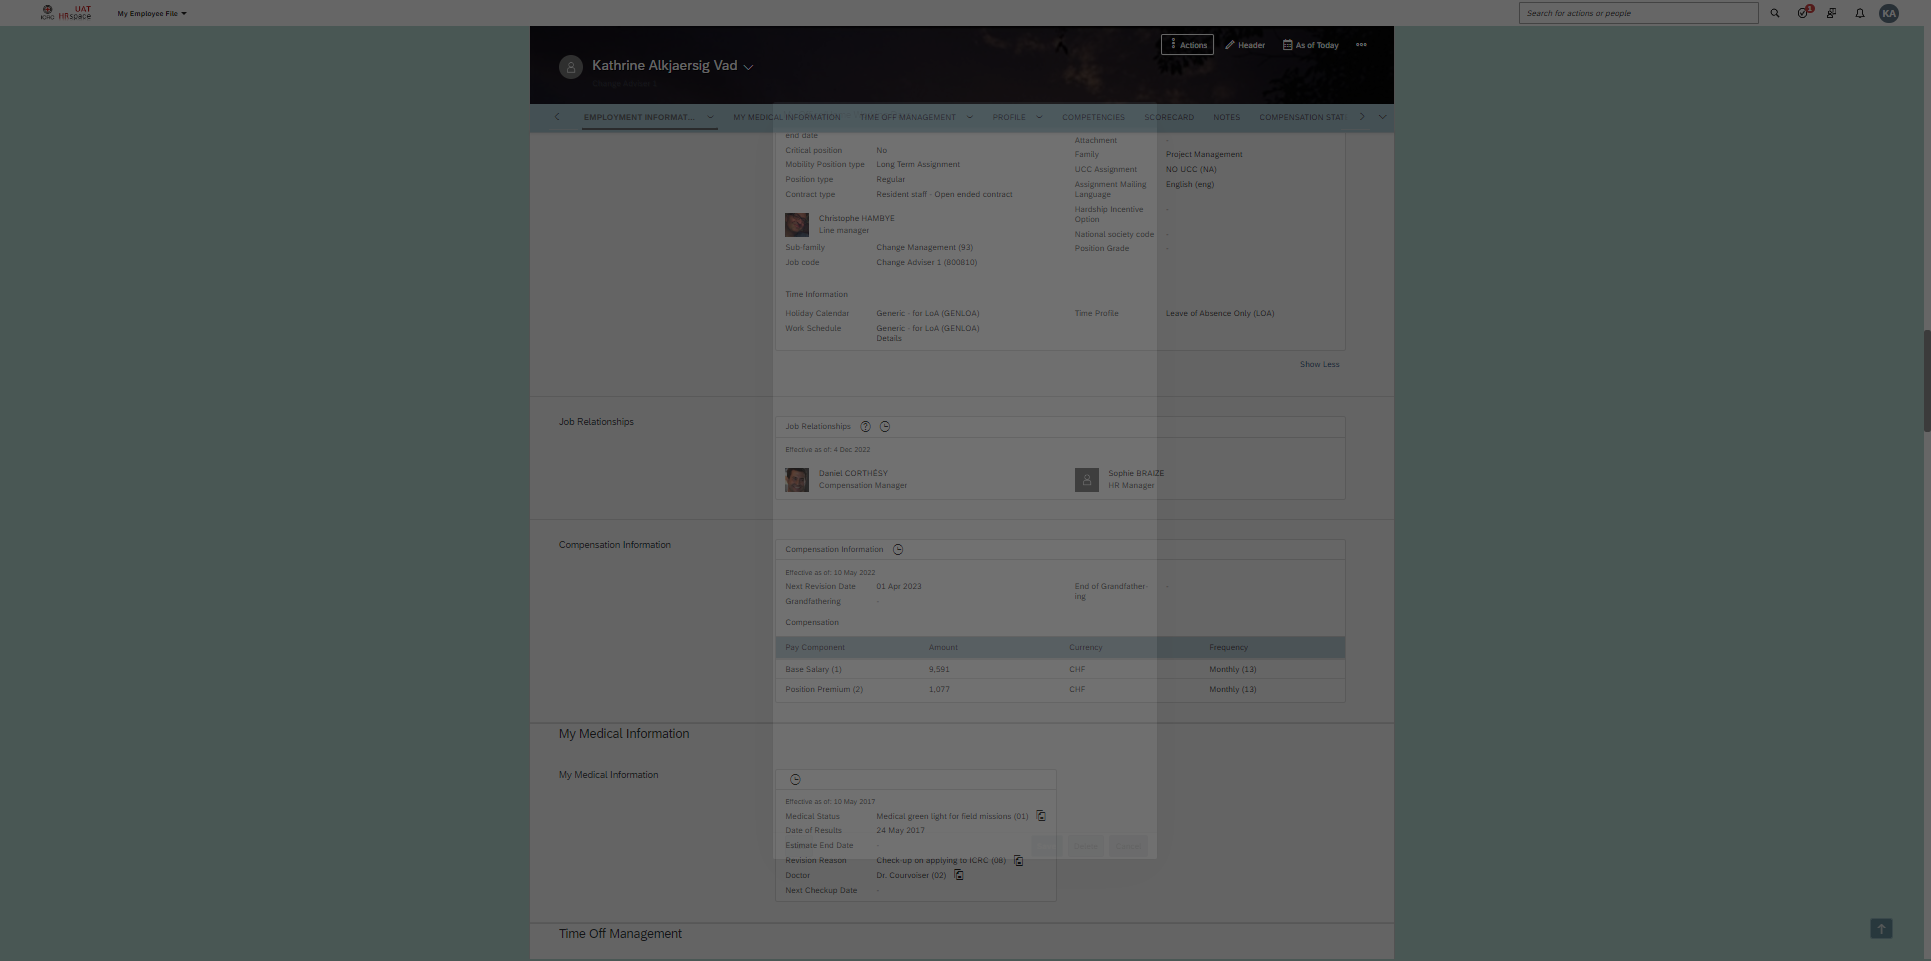 ICRC UAT HRspace
My Employee File
Search for actions or people
1
KA
Actions
Header
As of Today
Kathrine Alkjaersig Vad
Change Adviser 1
EMPLOYMENT INFORMAT...
MY MEDICAL INFORMATION
TIME OFF MANAGEMENT
PROFILE
COMPETENCIES
SCORECARD
NOTES
COMPENSATION STAT
end date
Critical position No
Mobility Position type Long Term Assignment
Position type Regular
Contract type Resident staff - Open ended contract
Christophe HAMBYE
Line manager
Sub-family Change Management (93)
Job code Change Adviser 1 (800810)
Attachment -
Family Project Management
UCC Assignment NO UCC (NA)
Assignment Mailing Language English (eng)
Hardship Incentive Option -
National society code -
Position Grade -
Time Information
Holiday Calendar Generic - for LoA (GENLOA)
Work Schedule Generic - for LoA (GENLOA)
Details
Time Profile Leave of Absence Only (LOA)
Show Less
Job Relationships
Job Relationships
Effective as of: 4 Dec 2022
Daniel CORTHÉSY
Compensation Manager
Sophie BRAIZE
HR Manager
Compensation Information
Compensation Information
Effective as of: 10 May 2022
Next Revision Date 01 Apr 2023
Grandfathering -
End of Grandfather-
ing -
Compensation
Pay Component Amount Currency Frequency
Base Salary (1) 9,591 CHF Monthly (13)
Position Premium (2) 1,077 CHF Monthly (13)
My Medical Information
My Medical Information
Effective as of: 10 May 2017
Medical Status Medical green light for field missions (01)
Date of Results 24 May 2017
Estimate End Date -
Revision Reason Check-up on applying to ICRC (08)
Doctor Dr. Courvoiser (02)
Next Checkup Date -
Time Off Management